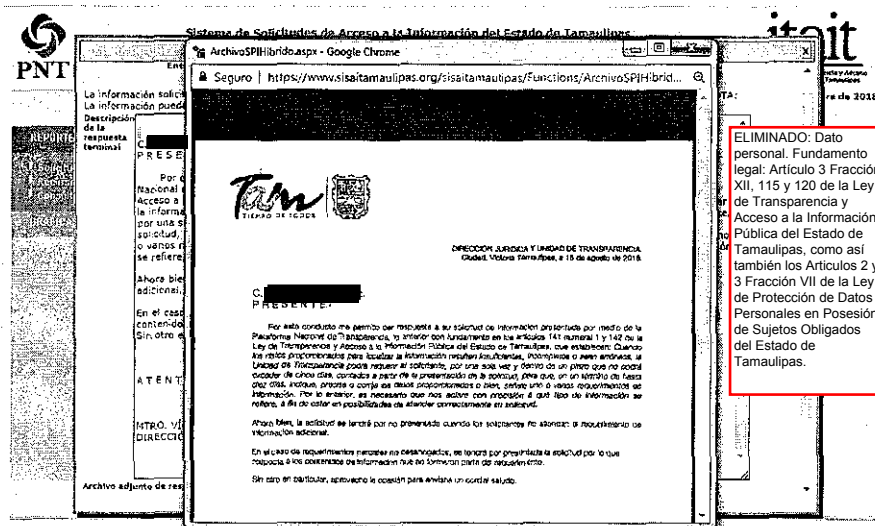 Sistema de Solicitudes de Acceso a la Información del Estado de Tamaulipas
itait
PNT
ArchivoSPIHibrido.aspx - Google Chrome
Seguro | https://www.sisaitamaulipas.org/sisaitamaulipas/Functions/ArchivoSPIHibrid...
La información solici
La información pued
TA:
re de 2018
Descripción
de la
respuesta
terminal
REPORTE
C.
P R E S E
Por
Nacional
Acceso a
la informa
por una s
solicitud,
o varios r
se refiere
Ahora bie
adicional,
En el caso
contenido
Sin otro
A T E N T
MTRO. VÍ
DIRECCIÓ
Archivo adjunto de res
Tam
TIEMPO DE TODOS
DIRECCIÓN JURÍDICA Y UNIDAD DE TRANSPARENCIA
Ciudad, Victoria Tamaulipas, a 15 de agosto de 2018.
C.
P R E S E N T E.-
Por este conducto me permito dar respuesta a su solicitud de información presentada por medio de la
Plataforma Nacional de Transparencia, lo anterior con fundamento en los artículos 141 numeral 1 y 142 de la
Ley de Transparencia y Acceso a la Información Pública del Estado de Tamaulipas, que establecen: Cuando
los datos proporcionados para localizar la información resulten insuficientes, incompletos o sean erróneos, la
Unidad de Transparencia podrá requerir al solicitante, por una sola vez y dentro de un plazo que no podrá
exceder de cinco días, contados a partir de la presentación de la solicitud, para que, en un término de hasta
diez días, indique, precise o corrija los datos proporcionados o bien, señale uno o varios requerimientos de
información. Por lo anterior, es necesario que nos aclare con precisión a qué tipo de información se
refiere, a fin de estar en posibilidades de atender correctamente su solicitud.
Ahora bien, la solicitud se tendrá por no presentada cuando los solicitantes no atiendan el requerimiento de
información adicional.
En el caso de requerimientos parciales no desahogados, se tendrá por presentada la solicitud por lo que
respecta a los contenidos de información que no formaron parte del requerimiento.
Sin otro en particular, aprovecho la ocasión para enviarle un cordial saludo.
ELIMINADO: Dato
personal. Fundamento
legal: Artículo 3 Fracción
XII, 115 y 120 de la Ley
de Transparencia y
Acceso a la Información
Pública del Estado de
Tamaulipas, como así
también los Articulos 2 y
3 Fracción VII de la Ley
de Protección de Datos
Personales en Posesión
de Sujetos Obligados
del Estado de
Tamaulipas.